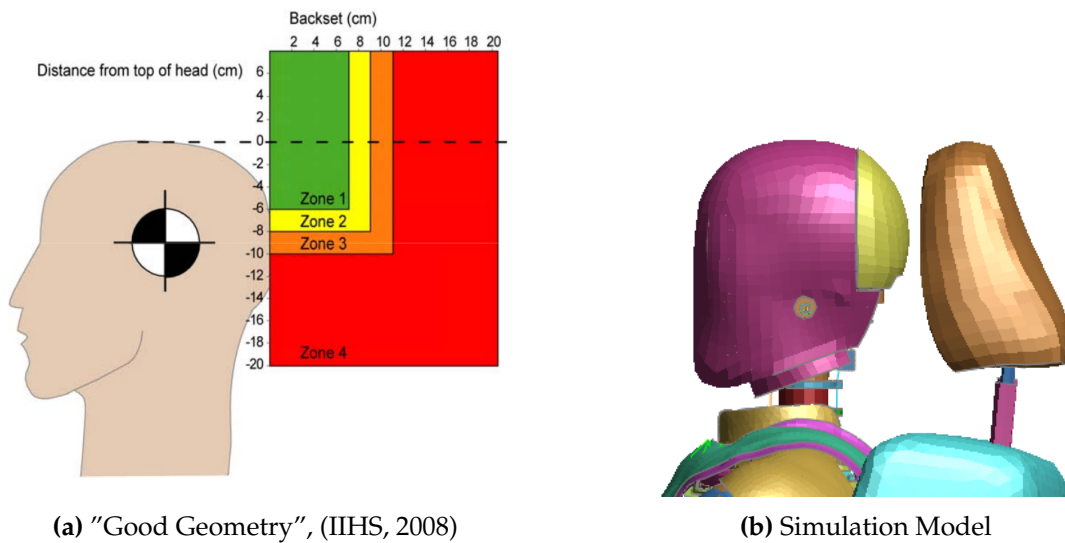 Backset (cm)
2 4 6 8 10 12 14 16 18 20
Distance from top of head (cm)
6
4
2
0
-2
-4
-6
-8
-10
-12
-14
-16
-18
-20
Zone 1
Zone 2
Zone 3
Zone 4
(a) ”Good Geometry”, (IIHS, 2008)
(b) Simulation Model